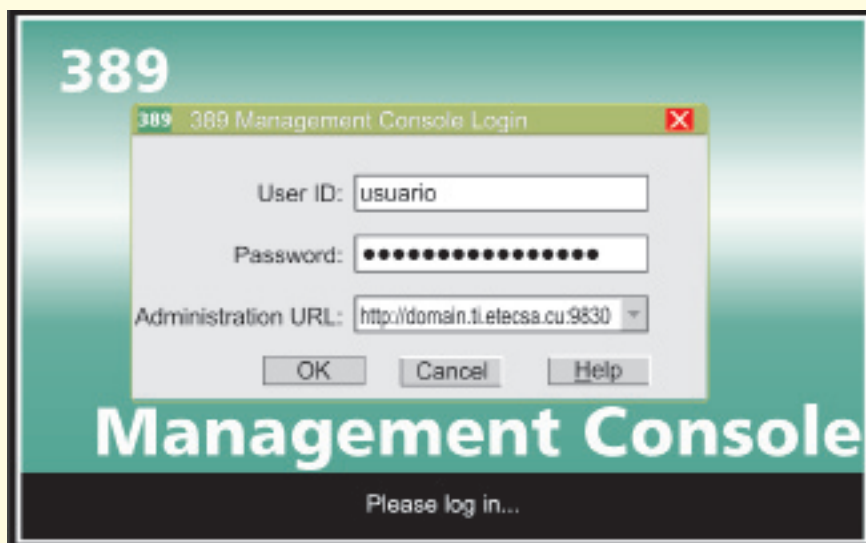 389
389 389 Management Console Login
User ID: usuario
Password: ●●●●●●●●●●●●●●●●
Administration URL: http://domain.ti.etecsa.cu:9830
OK Cancel Help
Management Console
Please log in...